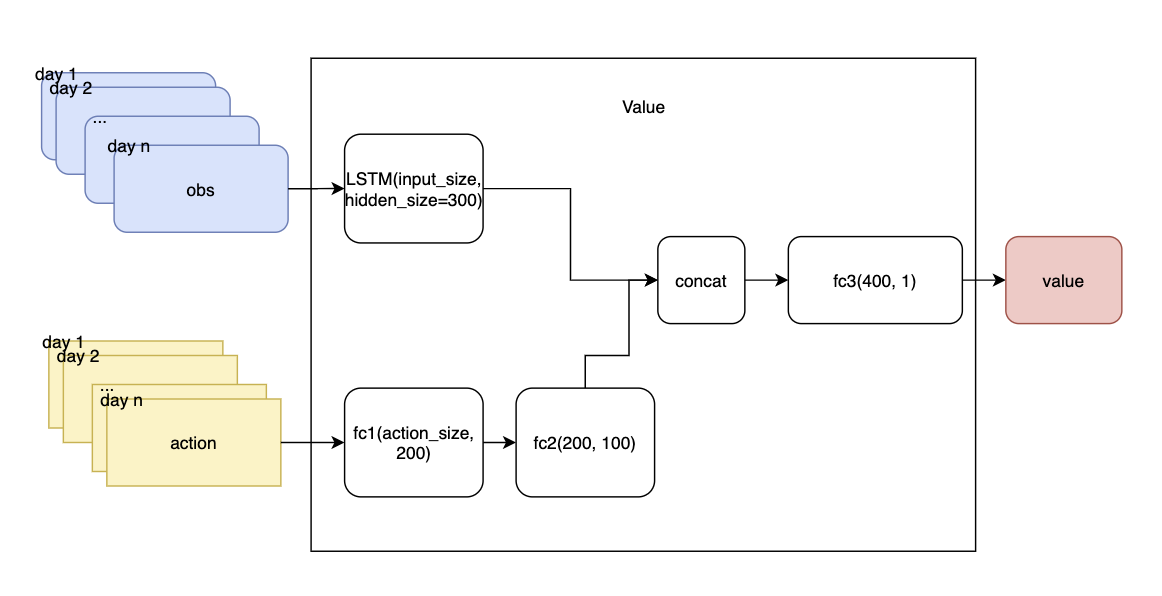 day 1
day 2
...
day n
obs
Value
LSTM(input_size,
hidden_size=300)
concat
fc3(400, 1)
value
day 1
day 2
...
day n
action
fc1(action_size,
200)
fc2(200, 100)